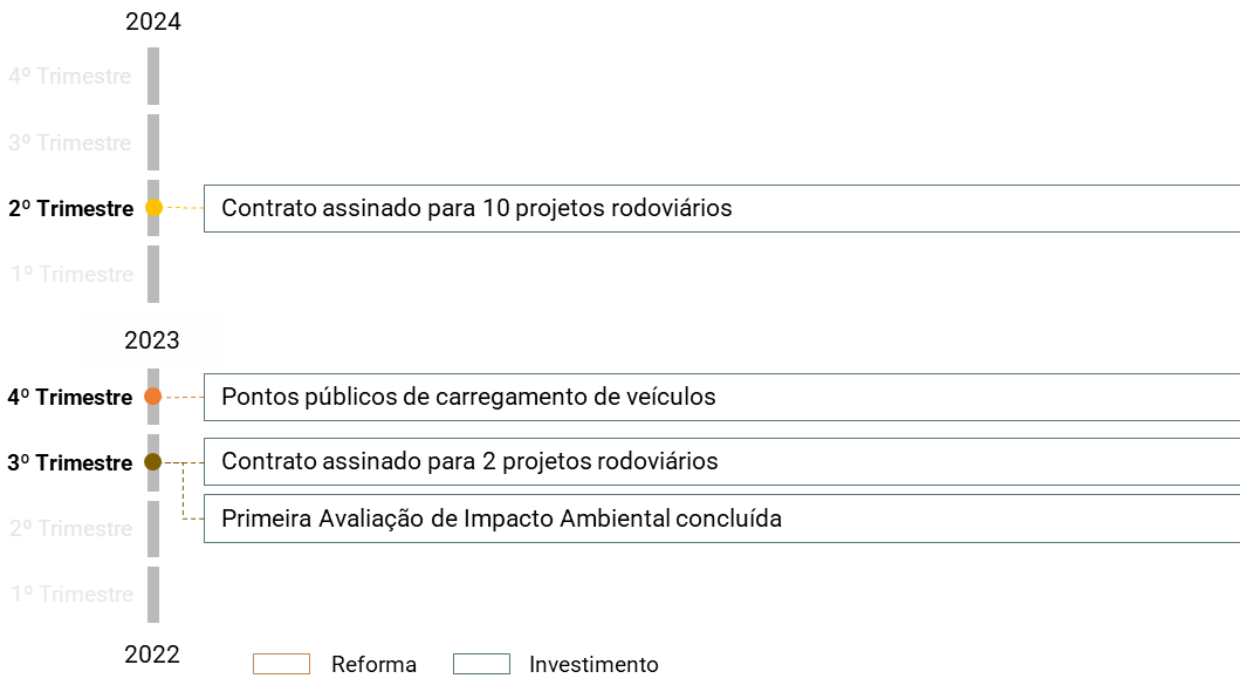 2024
4º Trimestre
3º Trimestre
2º Trimestre Contrato assinado para 10 projetos rodoviários
1º Trimestre
2023
4º Trimestre Pontos públicos de carregamento de veículos
3º Trimestre Contrato assinado para 2 projetos rodoviários
Primeira Avaliação de Impacto Ambiental concluída
2º Trimestre
1º Trimestre
2022 Reforma Investimento